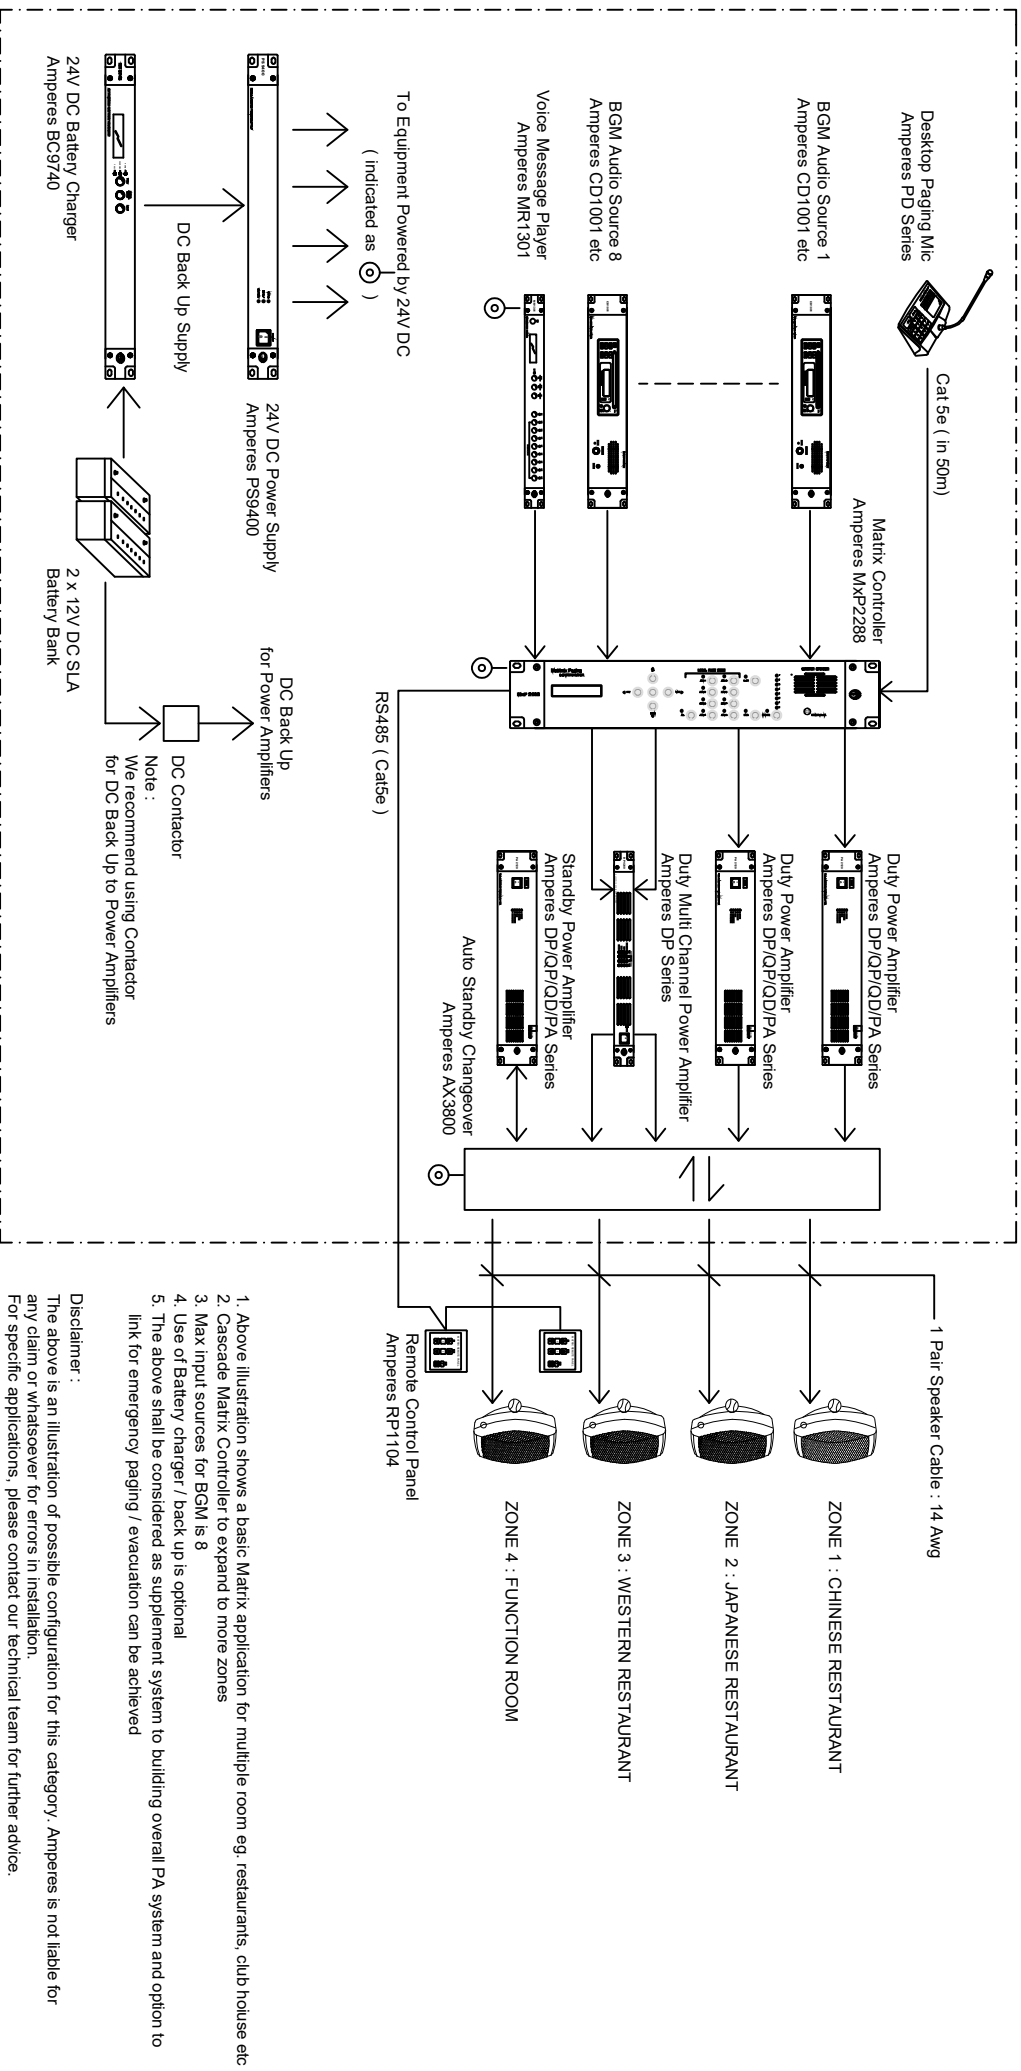 Desktop Paging Mic
Amperes PD Series
Cat 5e ( in 50m)
BGM Audio Source 1
Amperes CD1001 etc
BGM Audio Source 8
Amperes CD1001 etc
Voice Message Player
Amperes MR1301
Matrix Controller
Amperes MxP2288
Duty Power Amplifier
Amperes DP/QP/QD/PA Series
Duty Power Amplifier
Amperes DP/QP/QD/PA Series
Duty Multi Channel Power Amplifier
Amperes DP Series
Standby Power Amplifier
Amperes DP/QP/QD/PA Series
Auto Standby Changeover
Amperes AX3800
1 Pair Speaker Cable : 14 Awg
ZONE 1 : CHINESE RESTAURANT
ZONE 2 : JAPANESE RESTAURANT
ZONE 3 : WESTERN RESTAURANT
ZONE 4 : FUNCTION ROOM
Remote Control Panel
Amperes RP1104
RS485 ( Cat5e )
To Equipment Powered by 24V DC
( indicated as )
24V DC Power Supply
Amperes PS9400
DC Back Up Supply
24V DC Battery Charger
Amperes BC9740
2 x 12V DC SLA
Battery Bank
DC Back Up
for Power Amplifiers
DC Contactor
Note :
We recommend using Contactor
for DC Back Up to Power Amplifiers
1. Above illustration shows a basic Matrix application for multiple room eg. restaurants, club hoiuse etc
2. Cascade Matrix Controller to expand to more zones
3. Max input sources for BGM is 8
4. Use of Battery charger / back up is optional
5. The above shall be considered as supplement system to building overall PA system and option to
link for emergency paging / evacuation can be achieved
Disclaimer :
The above is an illustration of possible configuration for this category. Amperes is not liable for
any claim or whatsoever for errors in installation.
For specific applications, please contact our technical team for further advice.